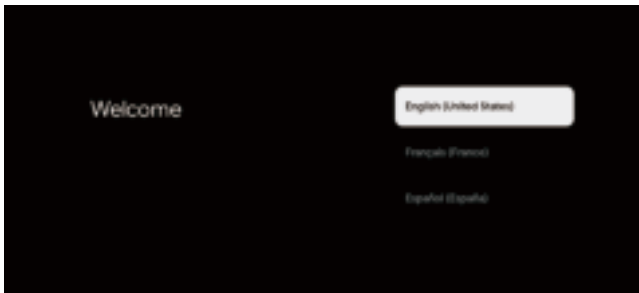 Welcome
English (United States)
Français (France)
Español (España)